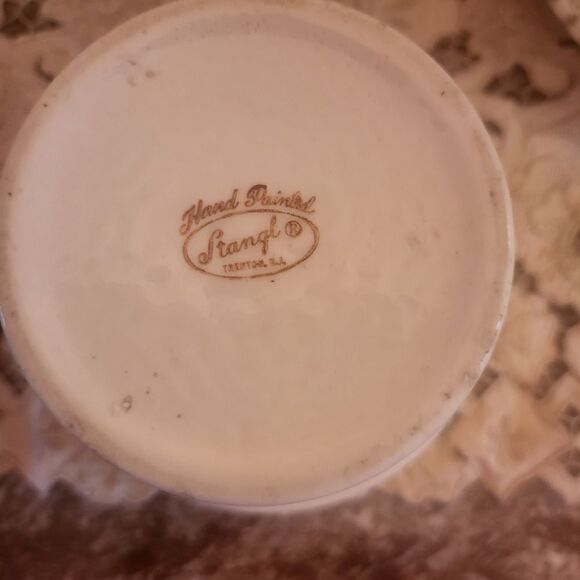 Hand Painted
Stangl ®
TRENTON, N.J.